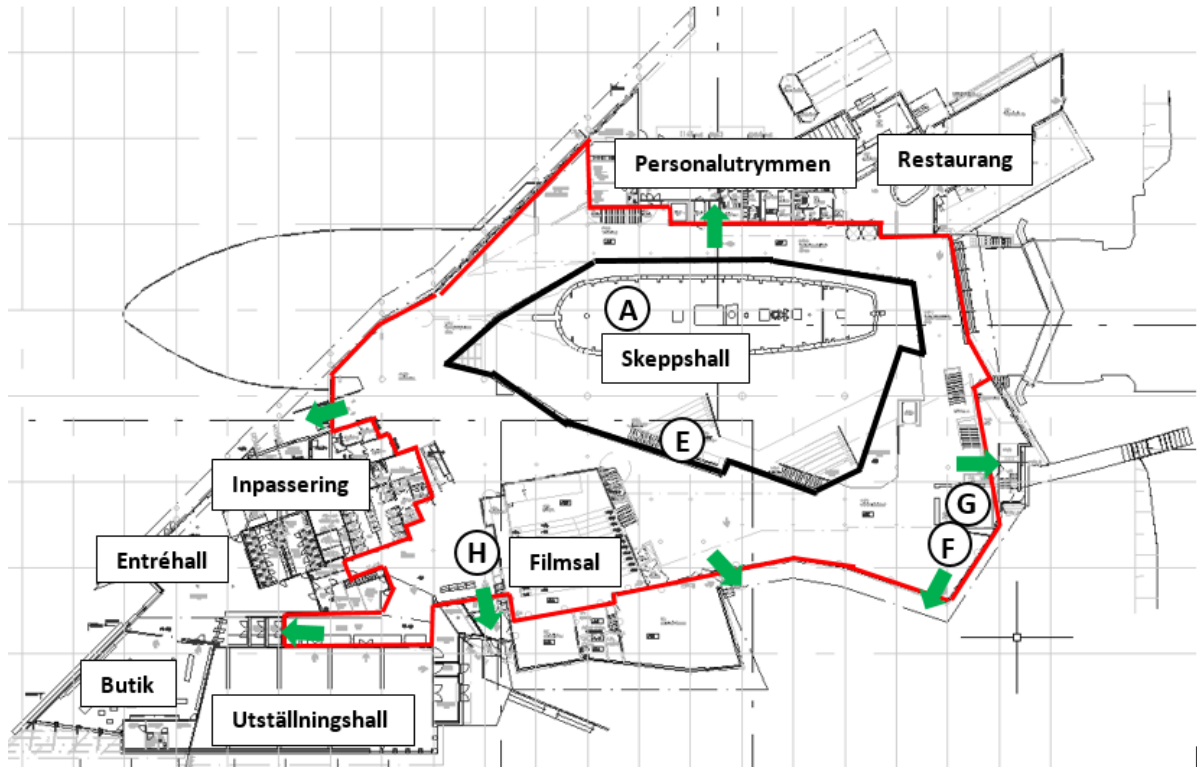 Personalutrymmen
Restaurang
A
Skeppshall
E
Inpassering
G
F
H
Entréhall
Filmsal
Butik
Utställningshall